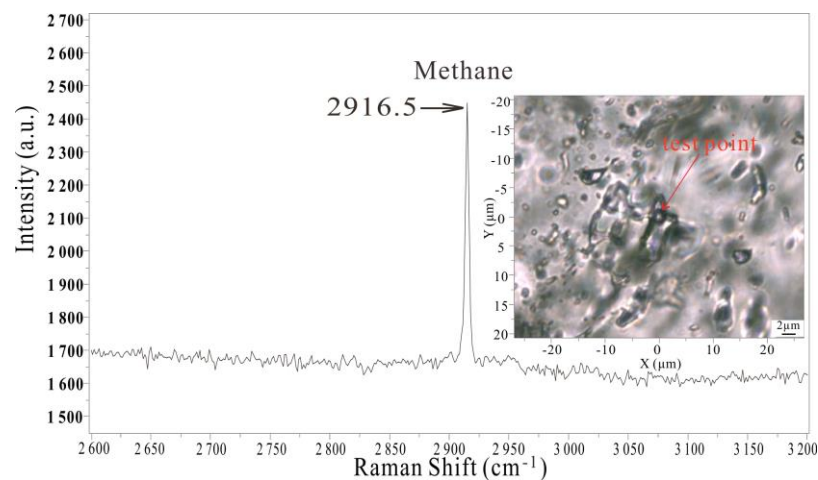 2 700
2 600
2 500
2 400
2 300
2 200
2 100
2 000
1 900
1 800
1 700
1 600
1 500
Intensity (a.u.)
Methane
2916.5
-20
-15
-10
-5
0
5
10
15
20
Y (μm)
test point
2μm
-20 -10 0 10 20
X (μm)
2 600 2 650 2 700 2 750 2 800 2 850 2 900 2 950 3 000 3 050 3 100 3 150 3 200
Raman Shift (cm⁻¹)